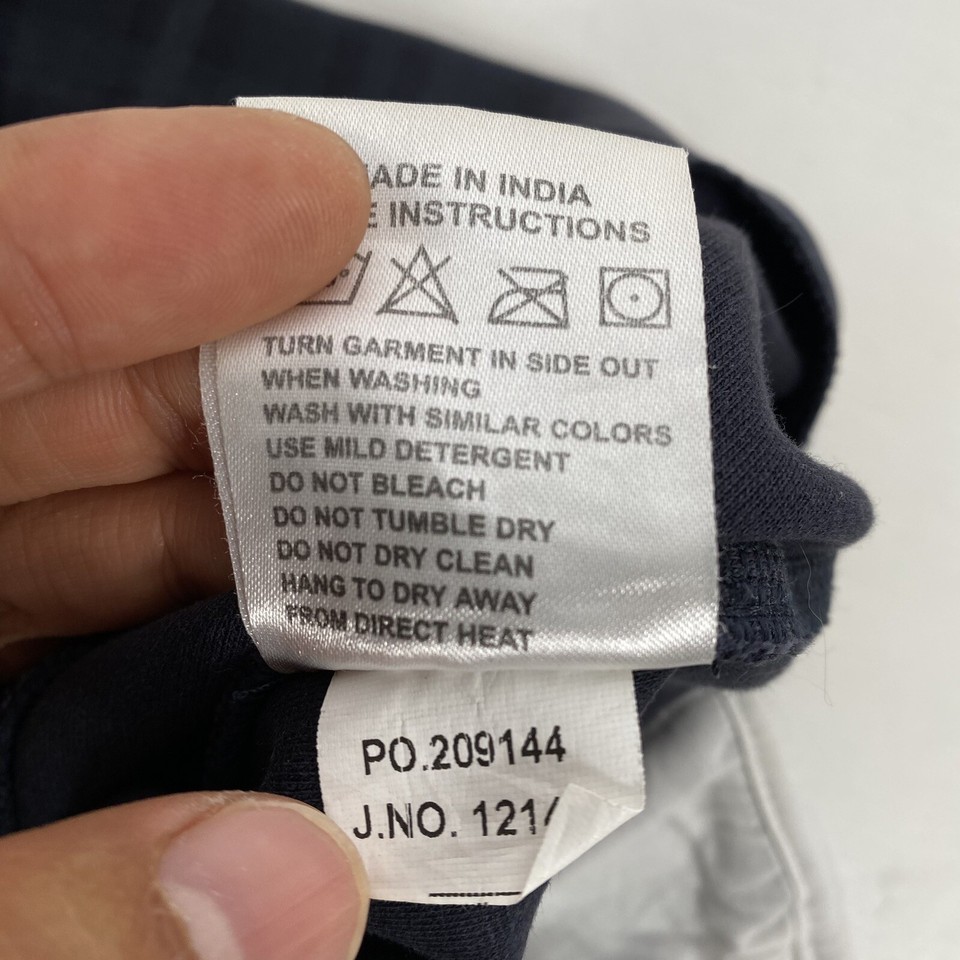 ADE IN INDIA
E INSTRUCTIONS
TURN GARMENT IN SIDE OUT
WHEN WASHING
WASH WITH SIMILAR COLORS
USE MILD DETERGENT
DO NOT BLEACH
DO NOT TUMBLE DRY
DO NOT DRY CLEAN
HANG TO DRY AWAY
FROM DIRECT HEAT
PO.209144
J.NO. 121/